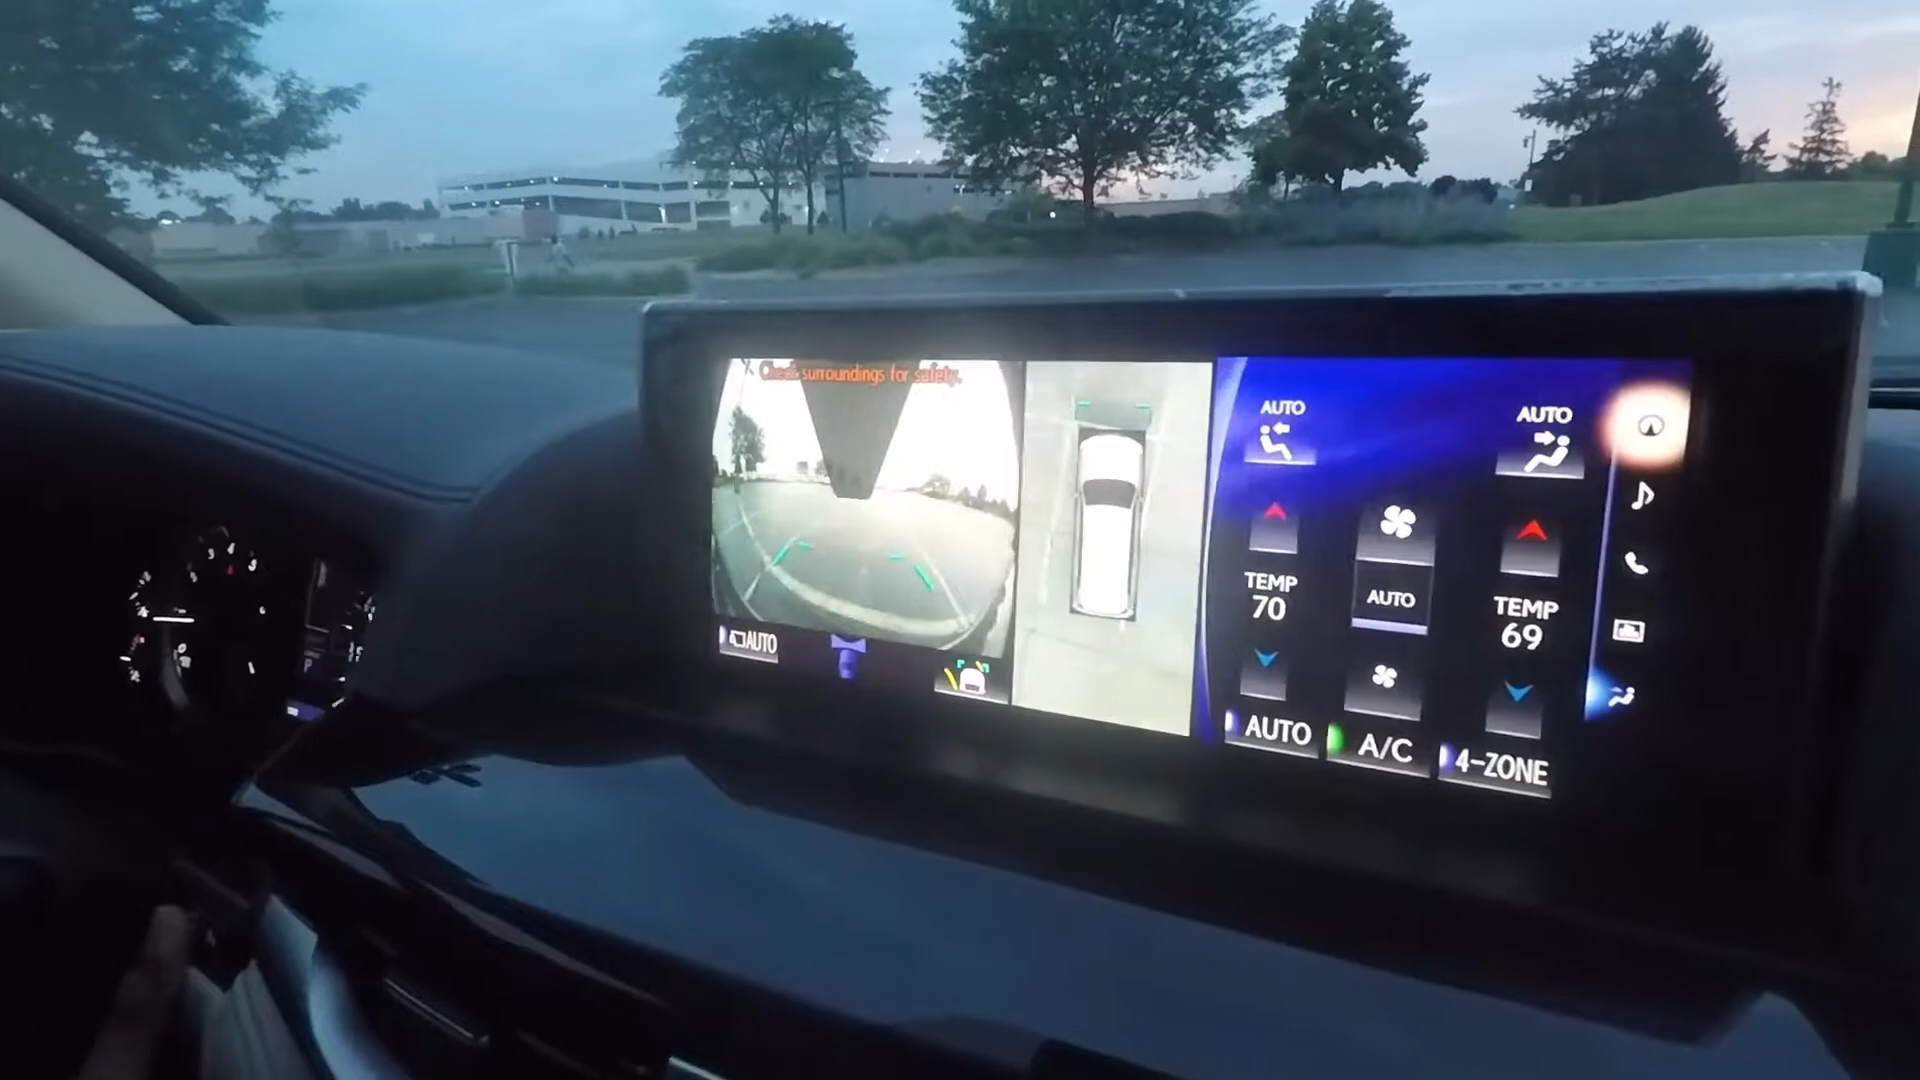 Check surroundings for safety.
AUTO
AUTO
AUTO
TEMP
70
AUTO
TEMP
69
AUTO
A/C
4-ZONE
P